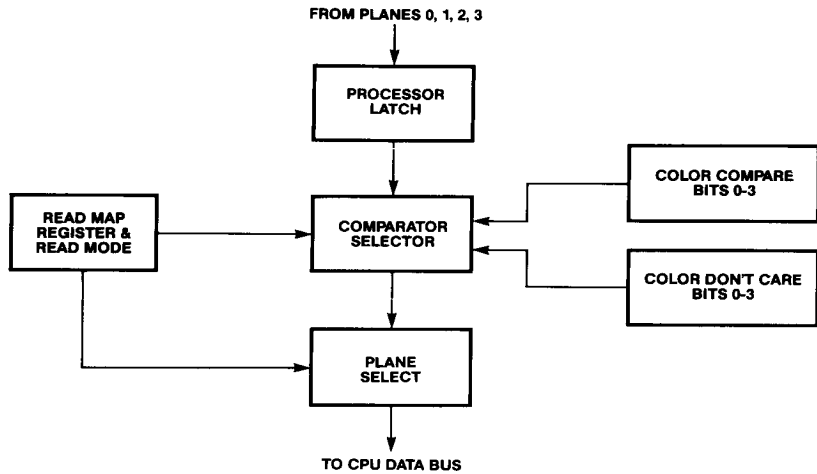 FROM PLANES 0, 1, 2, 3
PROCESSOR
LATCH
COLOR COMPARE
BITS 0-3
READ MAP
REGISTER &
READ MODE
COMPARATOR
SELECTOR
COLOR DON'T CARE
BITS 0-3
PLANE
SELECT
TO CPU DATA BUS